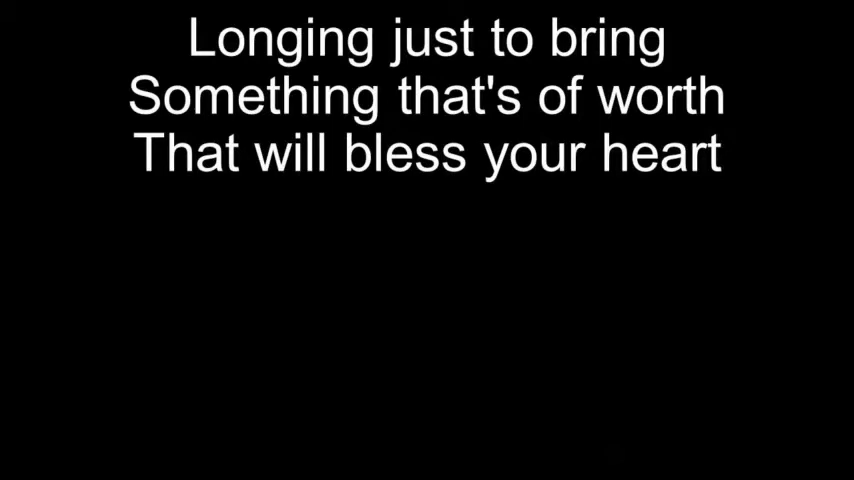 Longing just to bring
Something that's of worth
That will bless your heart